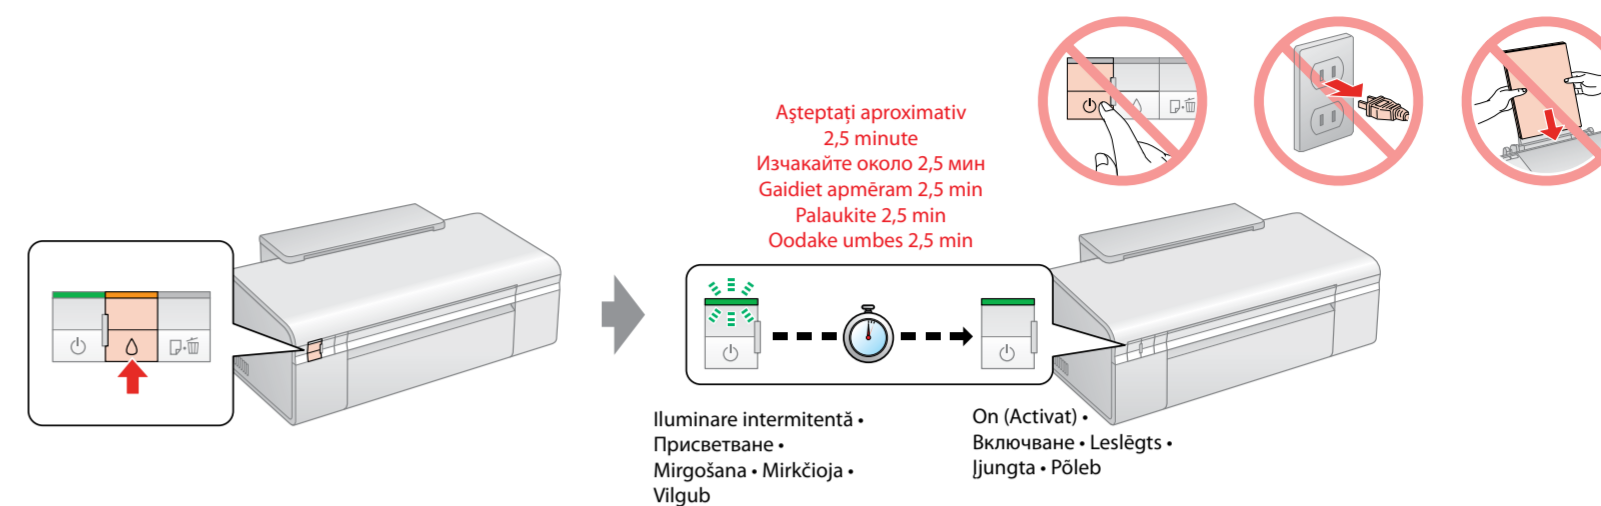 Aşteptaţi aproximativ
2,5 minute
Изчакайте около 2,5 мин
Gaidiet apmēram 2,5 min
Palaukite 2,5 min
Oodake umbes 2,5 min
Iluminare intermitentă •
Присветване •
Mirgošana • Mirkčioja •
Vilgub
On (Activat) •
Включване • Leslēgts •
Įjungta • Põleb